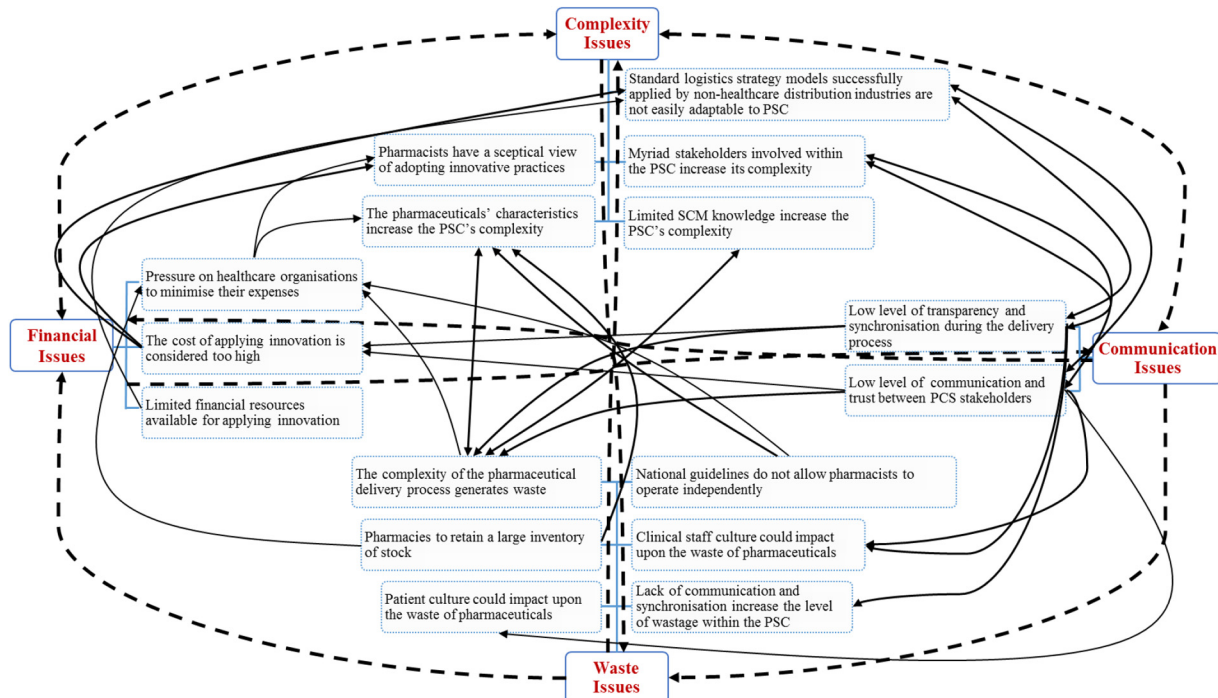 Complexity
Issues
Standard logistics strategy models successfully
applied by non-healthcare distribution industries are
not easily adaptable to PSC
Pharmacists have a sceptical view
of adopting innovative practices
Myriad stakeholders involved within
the PSC increase its complexity
The pharmaceuticals' characteristics
increase the PSC's complexity
Limited SCM knowledge increase the
PSC's complexity
Pressure on healthcare organisations
to minimise their expenses
Financial
Issues
The cost of applying innovation is
considered too high
Limited financial resources
available for applying innovation
Low level of transparency and
synchronisation during the delivery
process
Communication
Issues
Low level of communication and
trust between PCS stakeholders
The complexity of the pharmaceutical
delivery process generates waste
National guidelines do not allow pharmacists to
operate independently
Pharmacies to retain a large inventory
of stock
Clinical staff culture could impact
upon the waste of pharmaceuticals
Patient culture could impact upon
the waste of pharmaceuticals
Lack of communication and
synchronisation increase the level
of wastage within the PSC
Waste
Issues